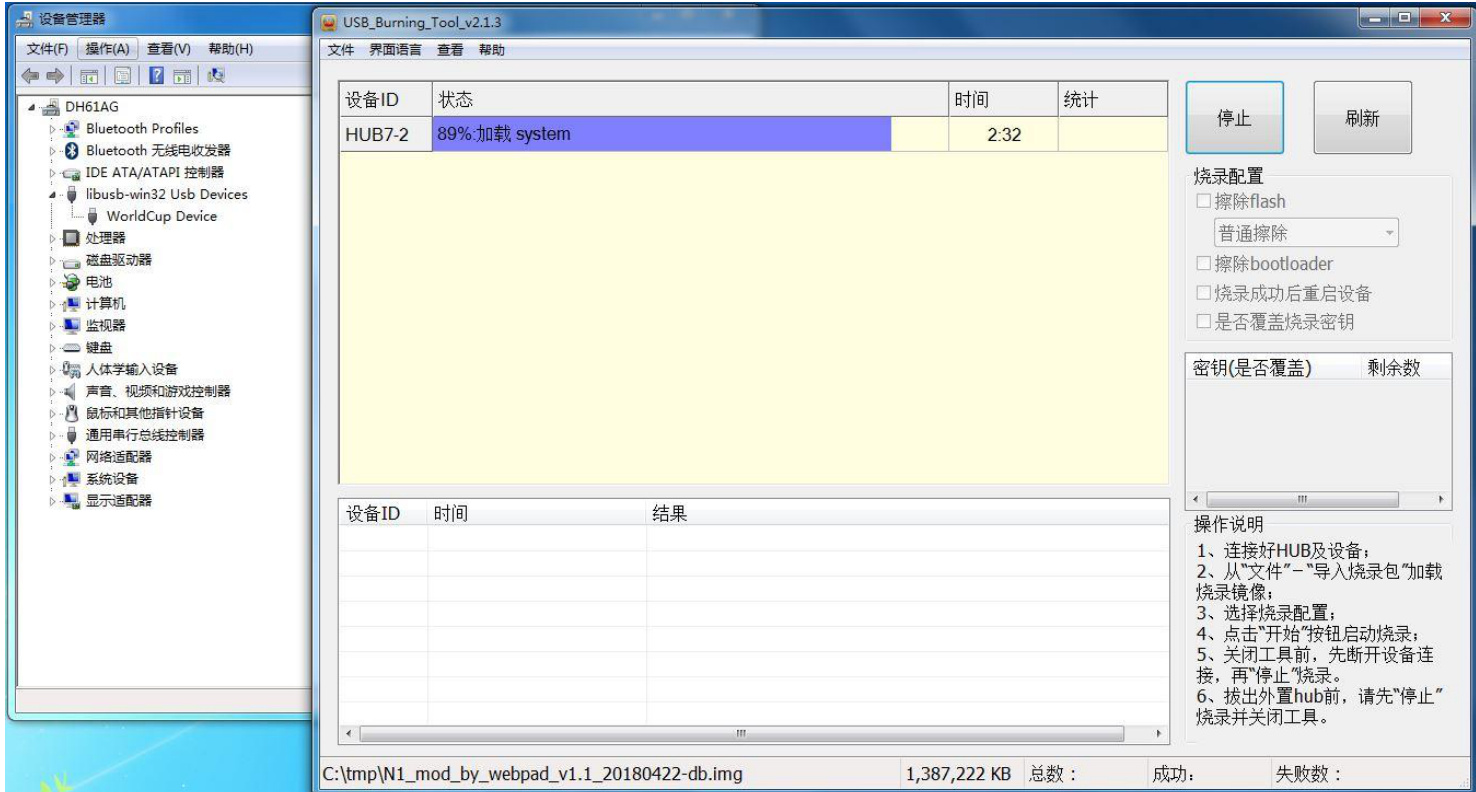 设备管理器
文件(F) 操作(A) 查看(V) 帮助(H)
DH61AG
Bluetooth Profiles
Bluetooth 无线电收发器
IDE ATA/ATAPI 控制器
libusb-win32 Usb Devices
WorldCup Device
处理器
磁盘驱动器
电池
计算机
监视器
键盘
人体学输入设备
声音、视频和游戏控制器
鼠标和其他指针设备
通用串行总线控制器
网络适配器
系统设备
显示适配器
USB_Burning_Tool_v2.1.3
文件 界面语言 查看 帮助
设备ID 状态 时间 统计
HUB7-2 89%:加载 system 2:32
设备ID 时间 结果
停止 刷新
烧录配置
擦除flash
普通擦除
擦除bootloader
烧录成功后重启设备
是否覆盖烧录密钥
密钥(是否覆盖) 剩余数
操作说明
1、连接好HUB及设备;
2、从“文件”-“导入烧录包”加载
烧录镜像;
3、选择烧录配置;
4、点击“开始”按钮启动烧录;
5、关闭工具前，先断开设备连
接，再“停止”烧录。
6、拔出外置hub前，请先“停止”
烧录并关闭工具。
C:\tmp\N1_mod_by_webpad_v1.1_20180422-db.img 1,387,222 KB 总数： 成功： 失败数：